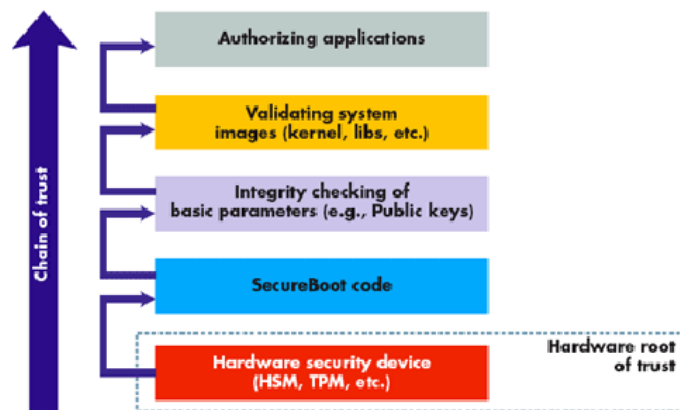 Authorizing applications
Validating system
images (kernel, libs, etc.)
Integrity checking of
basic parameters (e.g., Public keys)
SecureBoot code
Hardware security device
(HSM, TPM, etc.)
Hardware root
of trust
Chain of trust